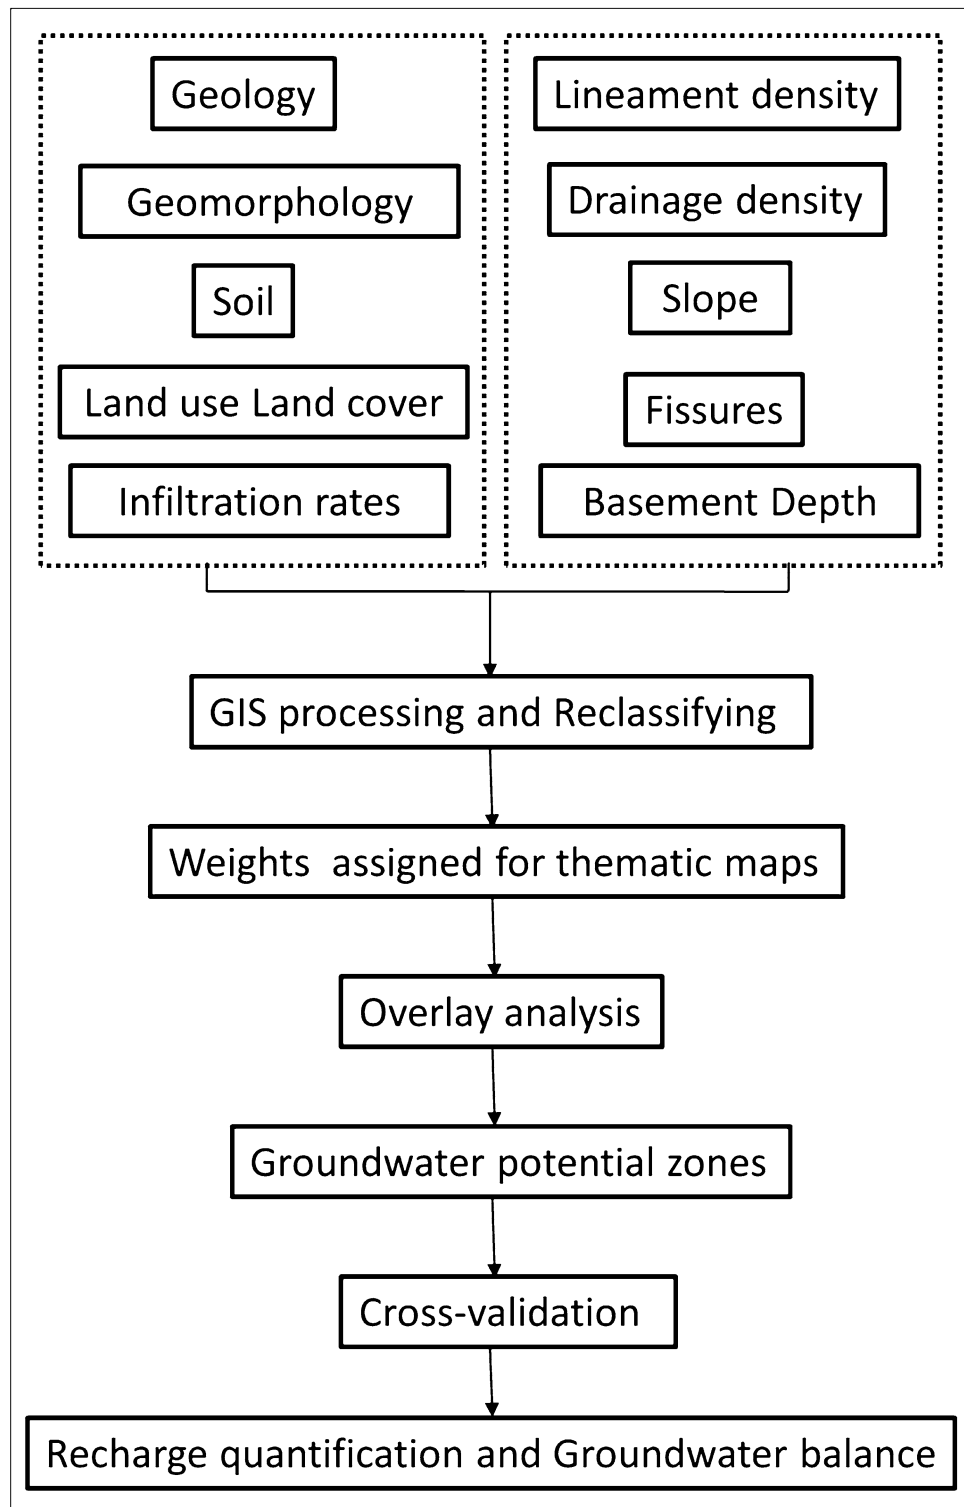 Geology
Geomorphology
Soil
Land use Land cover
Infiltration rates
Lineament density
Drainage density
Slope
Fissures
Basement Depth
GIS processing and Reclassifying
Weights assigned for thematic maps
Overlay analysis
Groundwater potential zones
Cross-validation
Recharge quantification and Groundwater balance